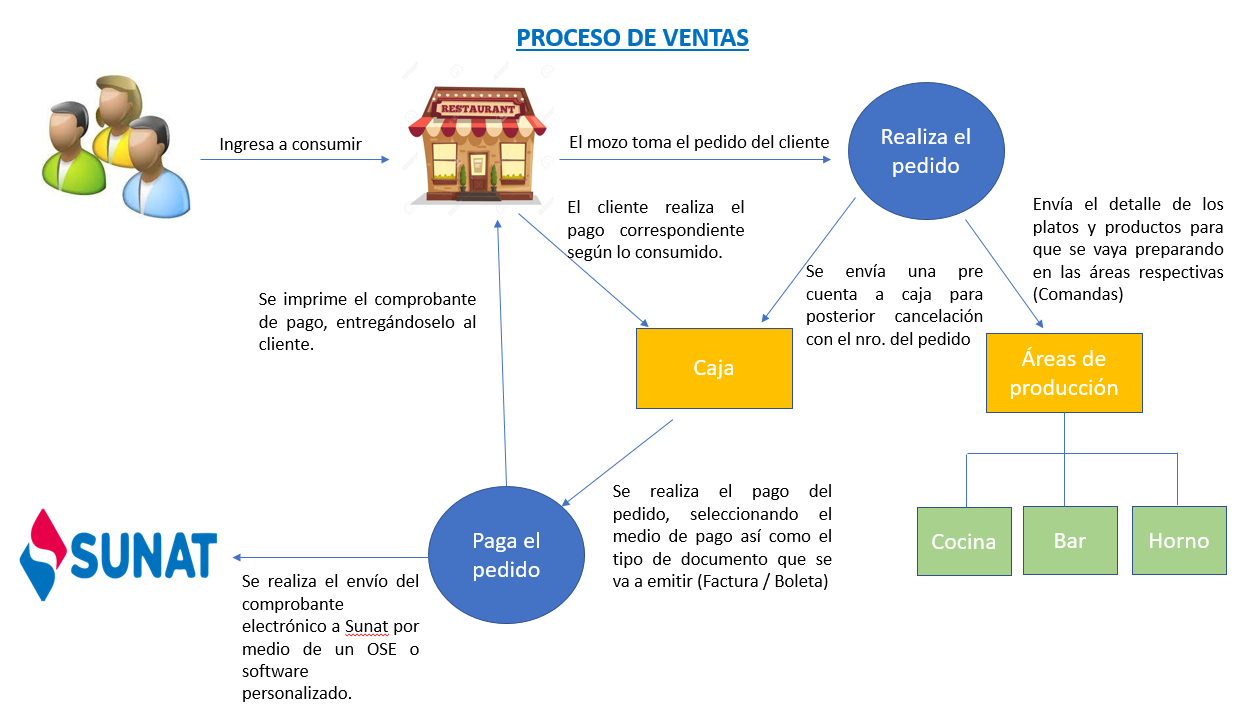 PROCESO DE VENTAS
Ingresa a consumir
RESTAURANT
El mozo toma el pedido del cliente
Realiza el
pedido
El cliente realiza el
pago correspondiente
según lo consumido.
Envía el detalle de los
platos y productos para
que se vaya preparando
en las áreas respectivas
(Comandas)
Se envía una pre
cuenta a caja para
posterior cancelación
con el nro. del pedido
Se imprime el comprobante
de pago, entregándoselo al
cliente.
Caja
Áreas de
producción
Se realiza el pago del
pedido, seleccionando el
medio de pago así como el
tipo de documento que se
va a emitir (Factura / Boleta)
Cocina
Bar
Horno
Paga el
pedido
SUNAT
Se realiza el envío del
comprobante
electrónico a Sunat por
medio de un OSE o
software
personalizado.